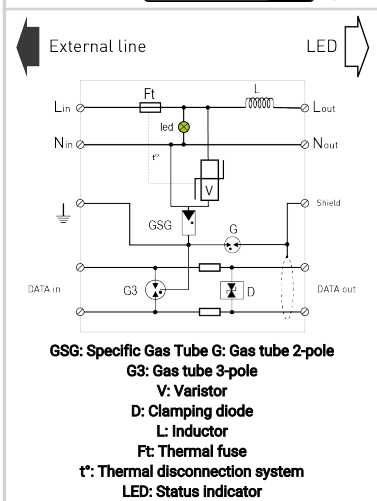 External line LED
Ft L
Lin Lout
led
Nin Nout
t°
V
Shield
GSG G
DATA in G3 D DATA out
GSG: Specific Gas Tube G: Gas tube 2-pole
G3: Gas tube 3-pole
V: Varistor
D: Clamping diode
L: Inductor
Ft: Thermal fuse
t°: Thermal disconnection system
LED: Status indicator